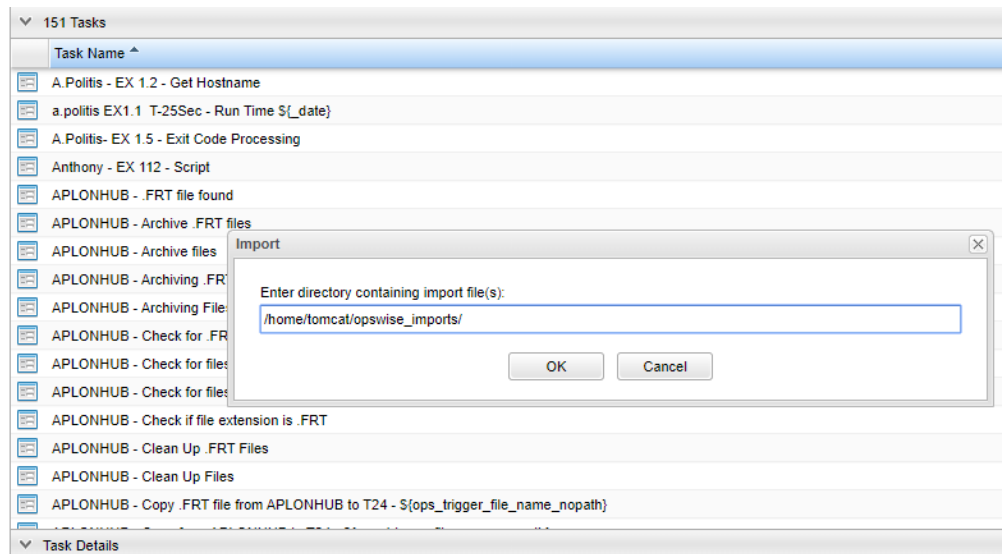 151 Tasks
Task Name
A.Politis - EX 1.2 - Get Hostname
a.politis EX1.1 T-25Sec - Run Time ${_date}
A.Politis- EX 1.5 - Exit Code Processing
Anthony - EX 112 - Script
APLONHUB - .FRT file found
APLONHUB - Archive .FRT files
APLONHUB - Archive files
APLONHUB - Archiving .FR
APLONHUB - Archiving File
APLONHUB - Check for .FR
APLONHUB - Check for files
APLONHUB - Check for files
Import
Enter directory containing import file(s):
/home/tomcat/opswise_imports/
OK Cancel
APLONHUB - Check if file extension is .FRT
APLONHUB - Clean Up .FRT Files
APLONHUB - Clean Up Files
APLONHUB - Copy .FRT file from APLONHUB to T24 - ${ops_trigger_file_name_nopath}
Task Details